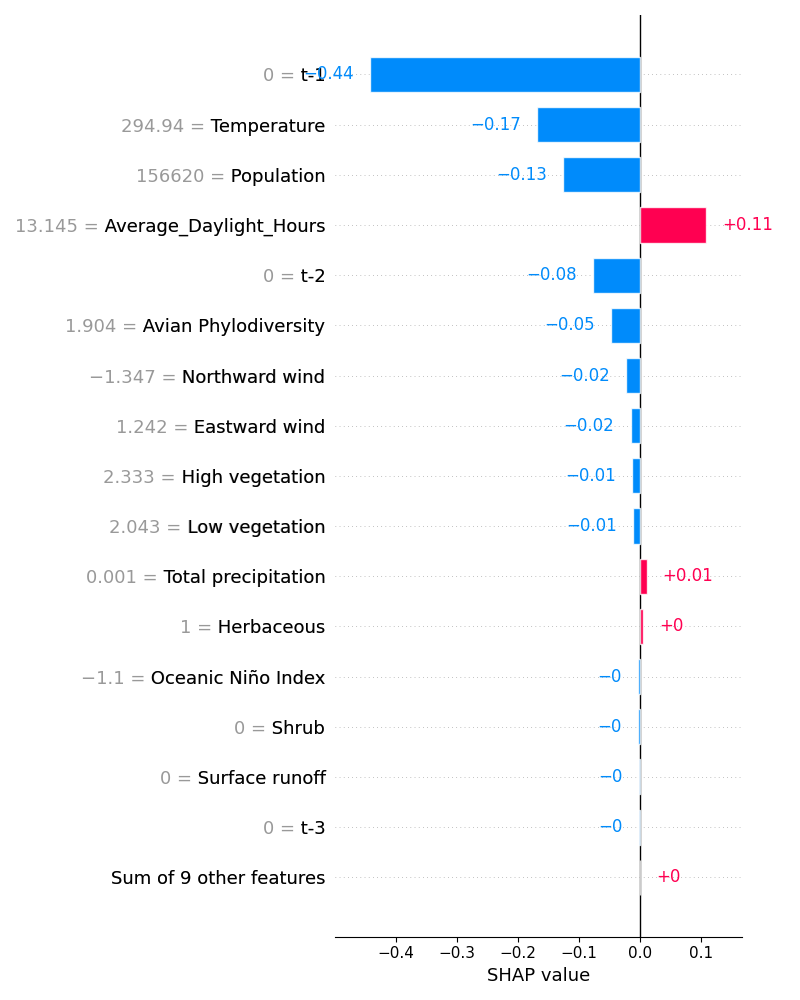 0 = t-1 −0.44
294.94 = Temperature −0.17
156620 = Population −0.13
13.145 = Average_Daylight_Hours +0.11
0 = t-2 −0.08
1.904 = Avian Phylodiversity −0.05
−1.347 = Northward wind −0.02
1.242 = Eastward wind −0.02
2.333 = High vegetation −0.01
2.043 = Low vegetation −0.01
0.001 = Total precipitation +0.01
1 = Herbaceous +0
−1.1 = Oceanic Niño Index −0
0 = Shrub −0
0 = Surface runoff −0
0 = t-3 −0
Sum of 9 other features +0
−0.4 −0.3 −0.2 −0.1 0.0 0.1
SHAP value